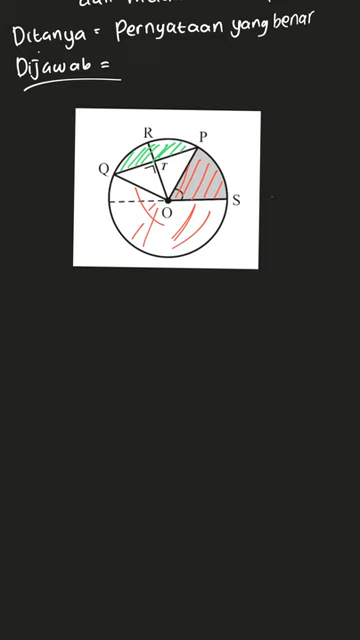 Ditanya = Pernyataan yang benar
Dijawab =
R
P
Q
T
O
S